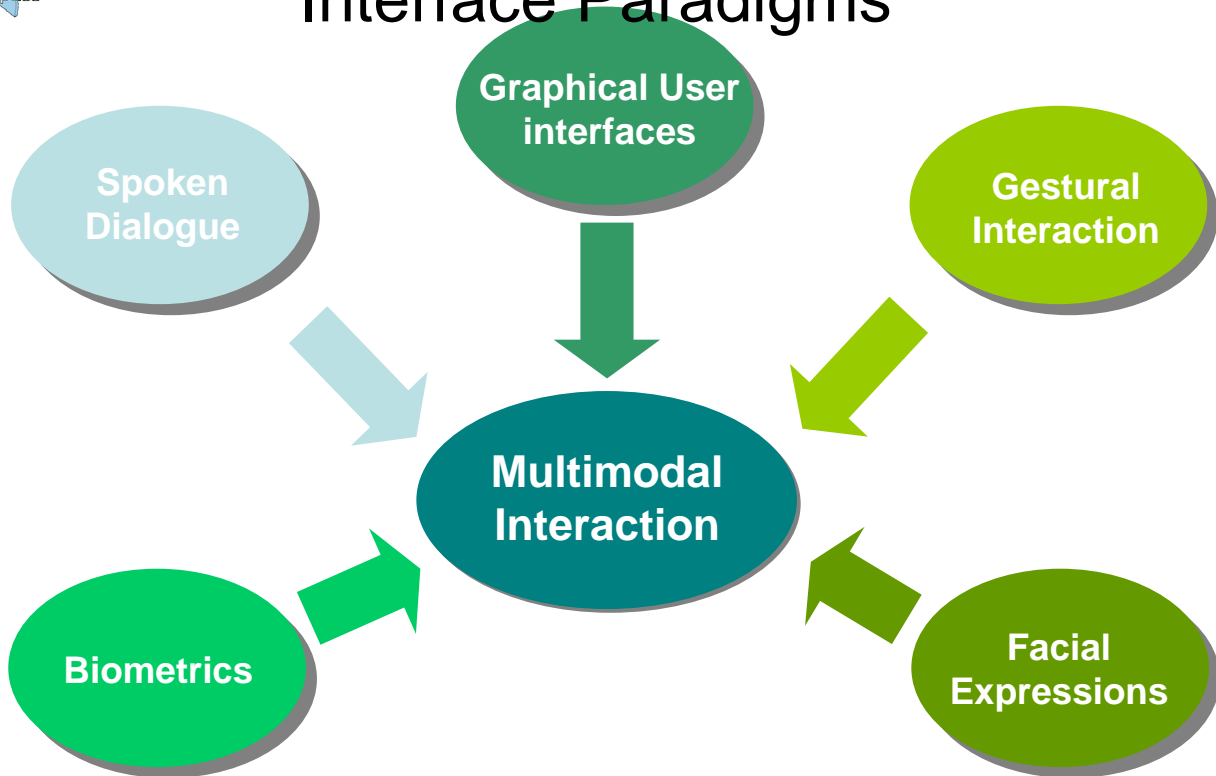 Interface Paradigms
Graphical User
interfaces
Spoken
Dialogue
Gestural
Interaction
Multimodal
Interaction
Biometrics
Facial
Expressions